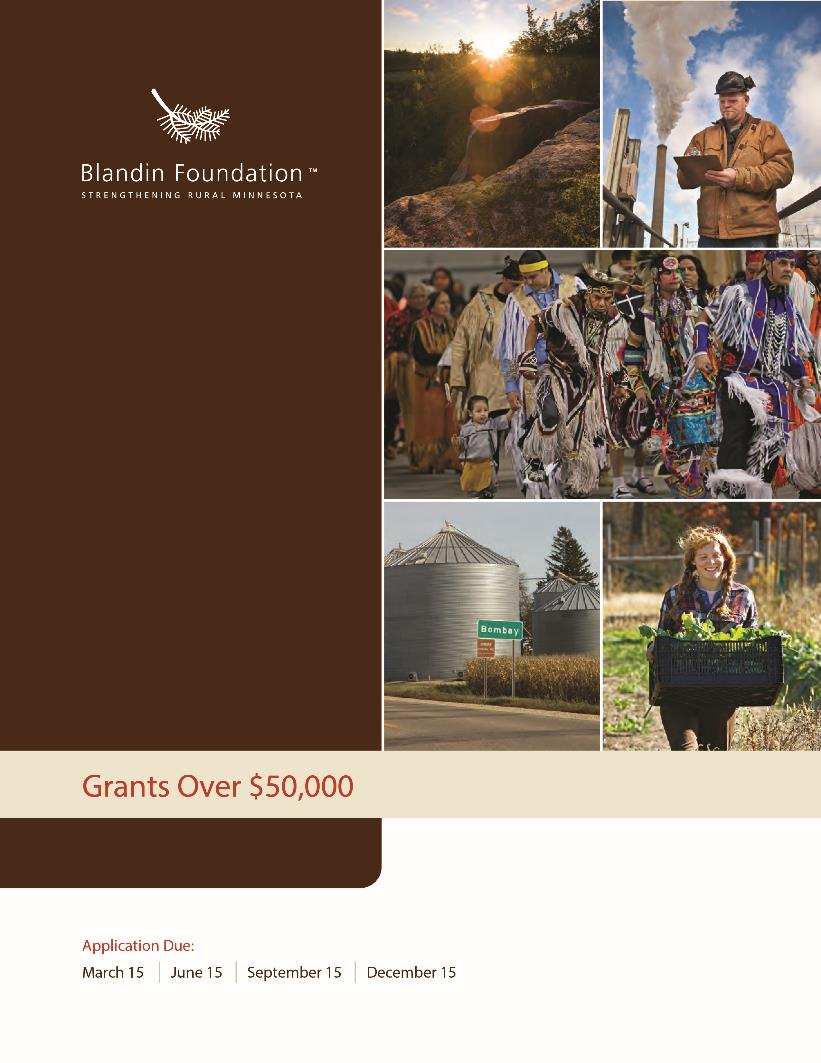 Blandin Foundation™
STRENGTHENING RURAL MINNESOTA
Bombay
Grants Over $50,000
Application Due:
March 15 | June 15 | September 15 | December 15